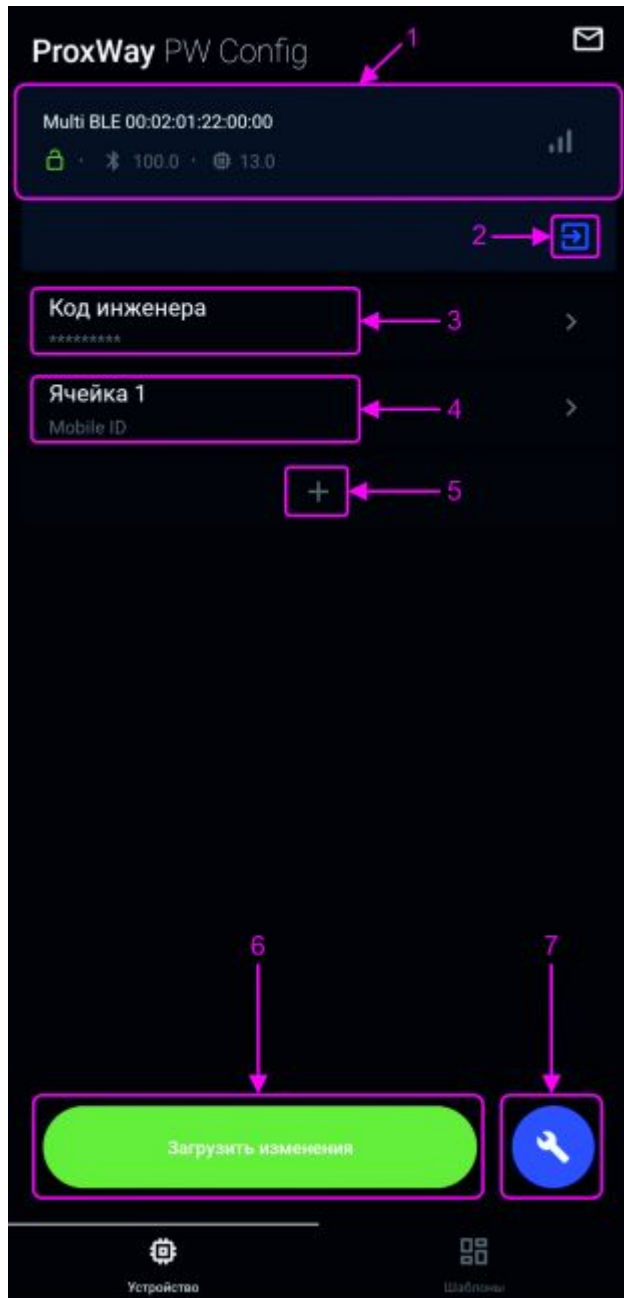 ProxWay PW Config
1
Multi BLE 00:02:01:22:00:00
100.0 · 13.0
2
Код инженера
*********
3
Ячейка 1
Mobile ID
4
+
5
6
7
Загрузить изменения
Устройство
Шаблоны